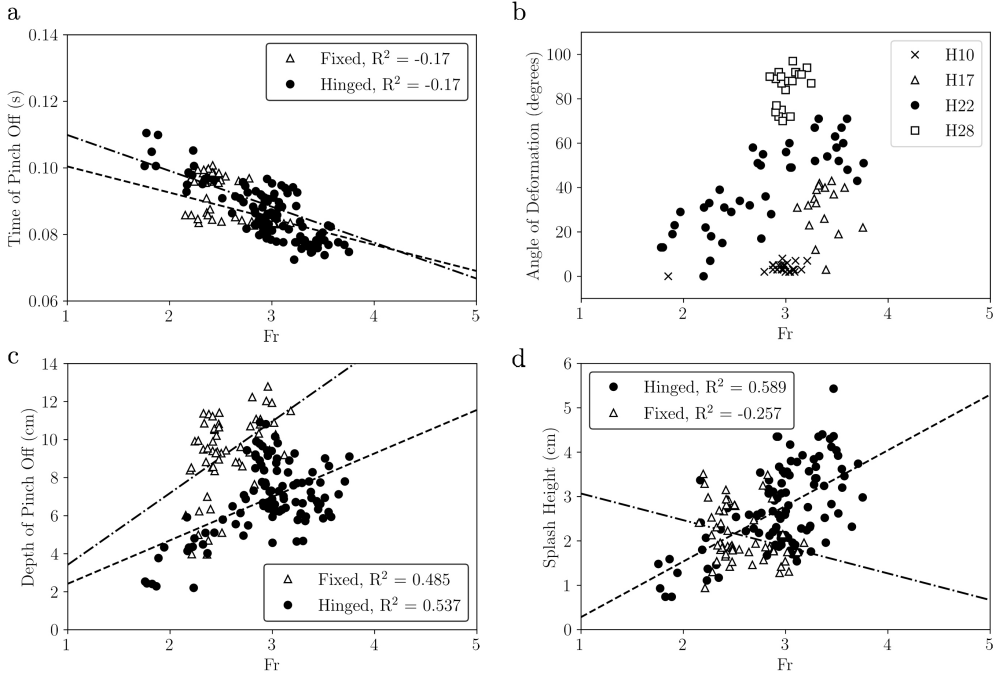 a
0.14
0.12
0.10
0.08
0.06
Time of Pinch Off (s)
Fixed, R² = -0.17
Hinged, R² = -0.17
1 2 3 4 5
Fr
b
100
80
60
40
20
0
Angle of Deformation (degrees)
H10
H17
H22
H28
1 2 3 4 5
Fr
c
14
12
10
8
6
4
2
0
Depth of Pinch Off (cm)
Fixed, R² = 0.485
Hinged, R² = 0.537
1 2 3 4 5
Fr
d
6
5
4
3
2
1
0
Splash Height (cm)
Hinged, R² = 0.589
Fixed, R² = -0.257
1 2 3 4 5
Fr